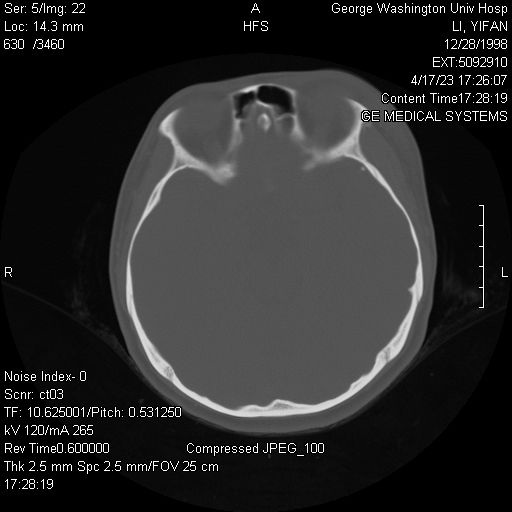 Ser: 5/Img: 22
Loc: 14.3 mm
630 /3460
A
HFS
George Washington Univ Hosp
LI, YIFAN
12/28/1998
EXT:5092910
4/17/23 17:26:07
Content Time17:28:19
GE MEDICAL SYSTEMS
R
L
Noise Index- 0
Scnr: ct03
TF: 10.625001/Pitch: 0.531250
kV 120/mA 265
Rev Time0.600000
Compressed JPEG_100
Thk 2.5 mm Spc 2.5 mm/FOV 25 cm
17:28:19